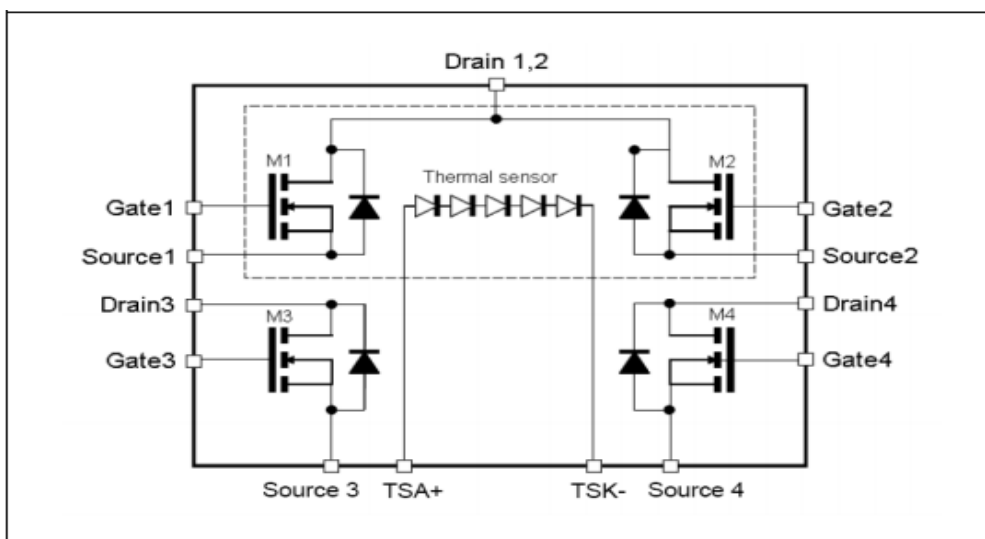 Drain 1,2
M1
M2
Thermal sensor
Gate1
Gate2
Source1
Source2
Drain3
Drain4
M3
M4
Gate3
Gate4
Source 3
TSA+
TSK-
Source 4